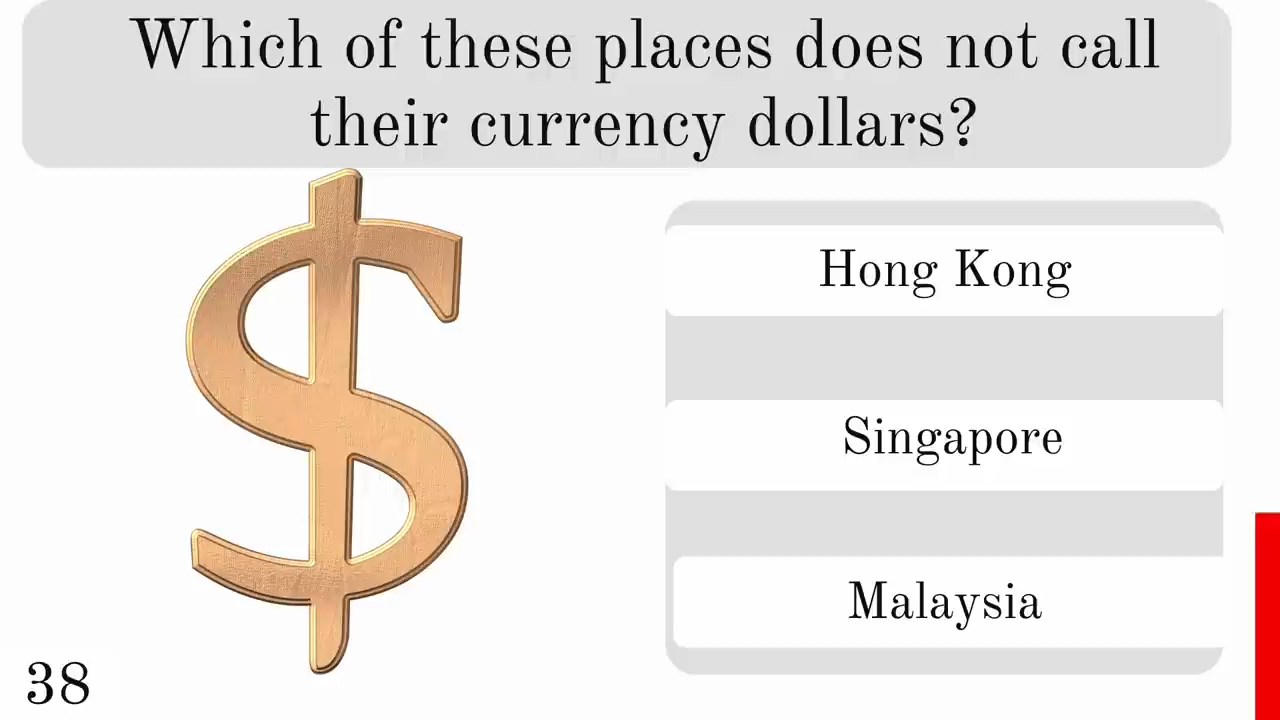 Which of these places does not call
their currency dollars?
Hong Kong
Singapore
Malaysia
38